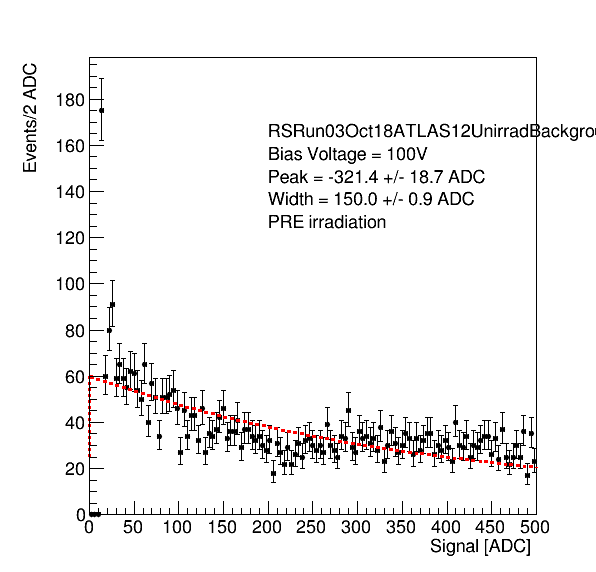 Events/2 ADC
180
160
140
120
100
80
60
40
20
0
RSRun03Oct18ATLAS12UnirradBackgrou
Bias Voltage = 100V
Peak = -321.4 +/- 18.7 ADC
Width = 150.0 +/- 0.9 ADC
PRE irradiation
0 50 100 150 200 250 300 350 400 450 500
Signal [ADC]